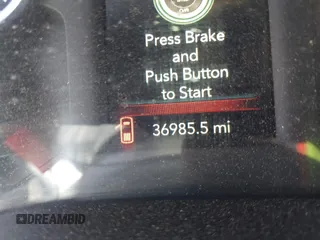 Press Brake
and
Push Button
to Start
36985.5 mi
DREAMBID